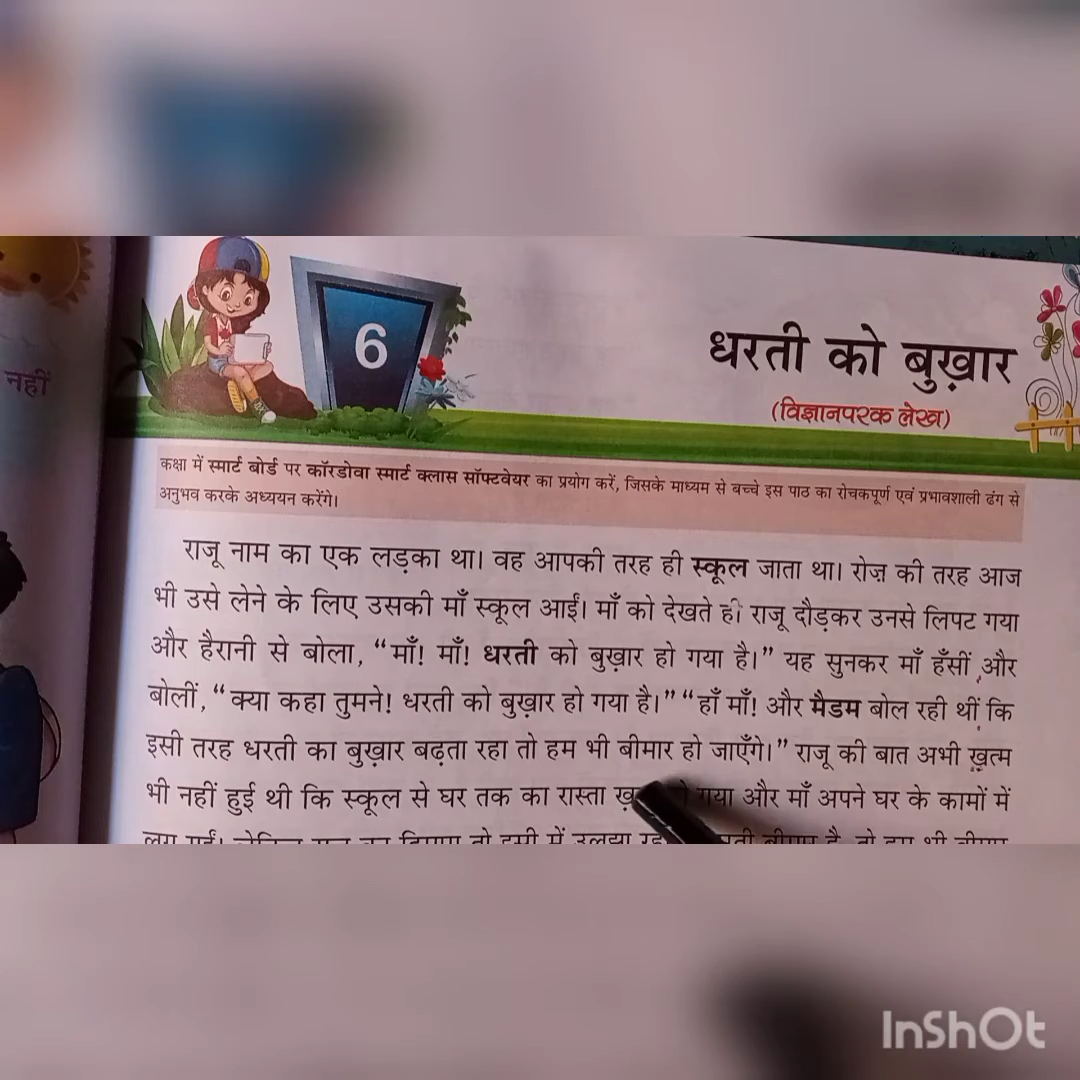 नहीं
6
धरती को बुख़ार
(विज्ञानपरक लेख)
कक्षा में स्मार्ट बोर्ड पर कॉरडोवा स्मार्ट क्लास सॉफ्टवेयर का प्रयोग करें, जिसके माध्यम से बच्चे इस पाठ का रोचकपूर्ण एवं प्रभावशाली ढंग से
अनुभव करके अध्ययन करेंगे।
राजू नाम का एक लड़का था। वह आपकी तरह ही स्कूल जाता था। रोज़ की तरह आज
भी उसे लेने के लिए उसकी माँ स्कूल आईं। माँ को देखते ही राजू दौड़कर उनसे लिपट गया
और हैरानी से बोला, “माँ! माँ! धरती को बुख़ार हो गया है।” यह सुनकर माँ हँसीं और
बोलीं, “क्या कहा तुमने! धरती को बुख़ार हो गया है।” “हाँ माँ! और मैडम बोल रही थीं कि
इसी तरह धरती का बुख़ार बढ़ता रहा तो हम भी बीमार हो जाएँगे।” राजू की बात अभी ख़त्म
भी नहीं हुई थी कि स्कूल से घर तक का रास्ता गया और माँ अपने घर के कामों में
InShOt